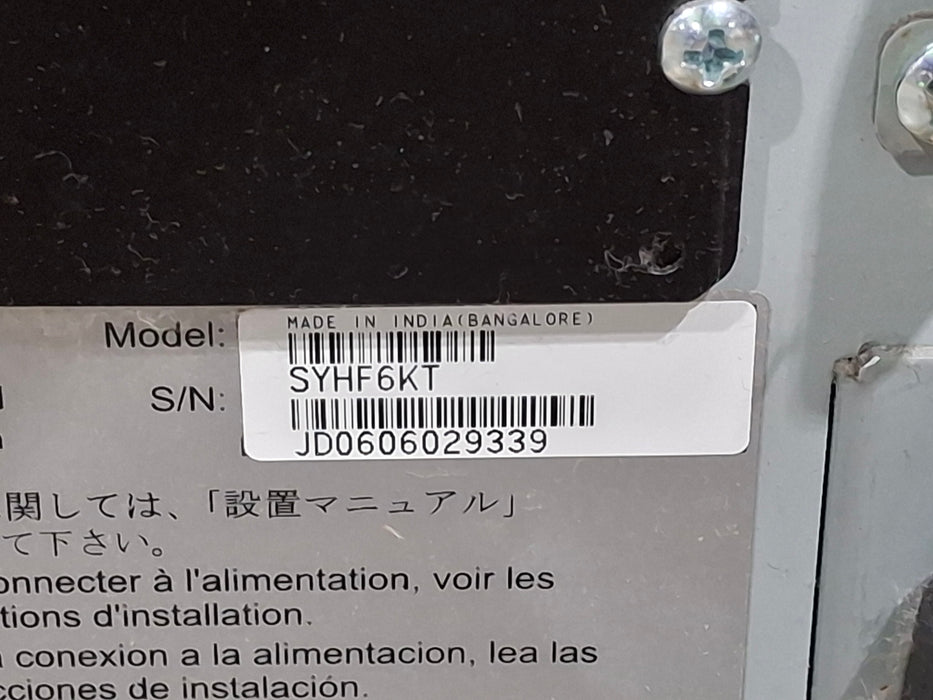 MADE IN INDIA(BANGALORE)
Model:
SYHF6KT
S/N:
JD0606029339
関しては、「設置マニュアル」
て下さい。
onnecter à l'alimentation, voir les
tions d'installation.
conexion a la alimentacion, lea las
cciones de instalación.